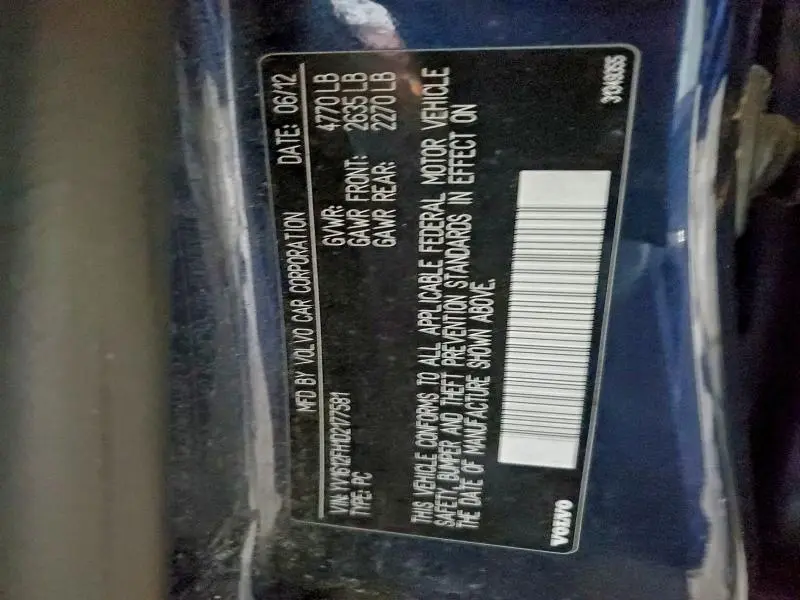 MFD BY VOLVO CAR CORPORATION DATE: 06/12
GVWR: 4770 LB
GAWR FRONT: 2635 LB
GAWR REAR: 2270 LB
VIN: YV1612FH1D2177581
TYPE: PC
THIS VEHICLE CONFORMS TO ALL APPLICABLE FEDERAL MOTOR VEHICLE
SAFETY, BUMPER AND THEFT PREVENTION STANDARDS IN EFFECT ON
THE DATE OF MANUFACTURE SHOWN ABOVE.
VOLVO